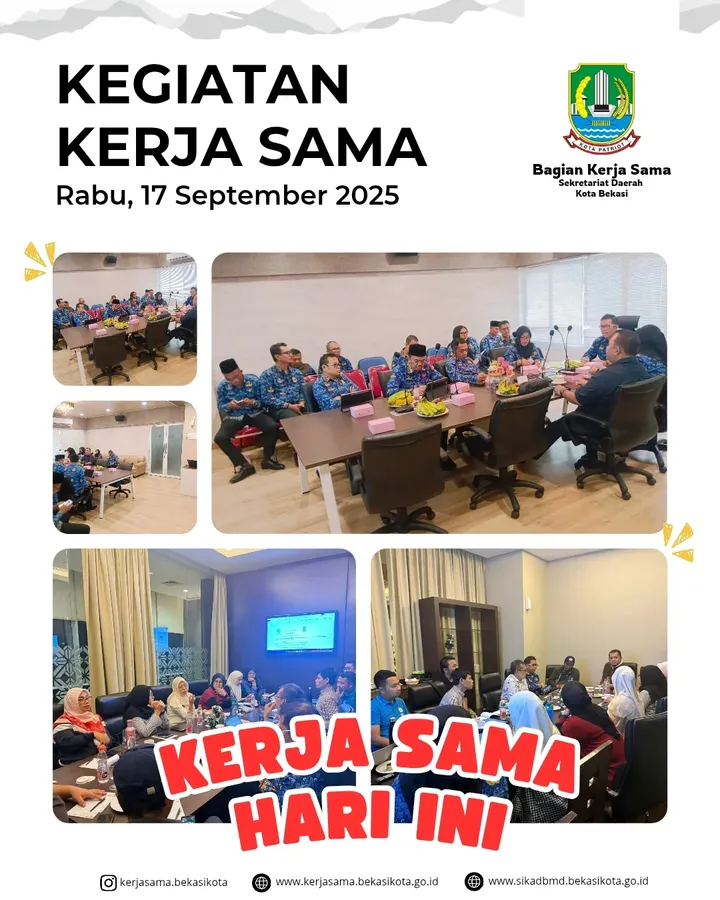 KEGIATAN
KERJA SAMA
Rabu, 17 September 2025
KOTA PATRIOT
Bagian Kerja Sama
Sekretariat Daerah
Kota Bekasi
KERJA SAMA
HARI INI
kerjasama.bekasikota
www.kerjasama.bekasikota.go.id
www.sikadbmd.bekasikota.go.id